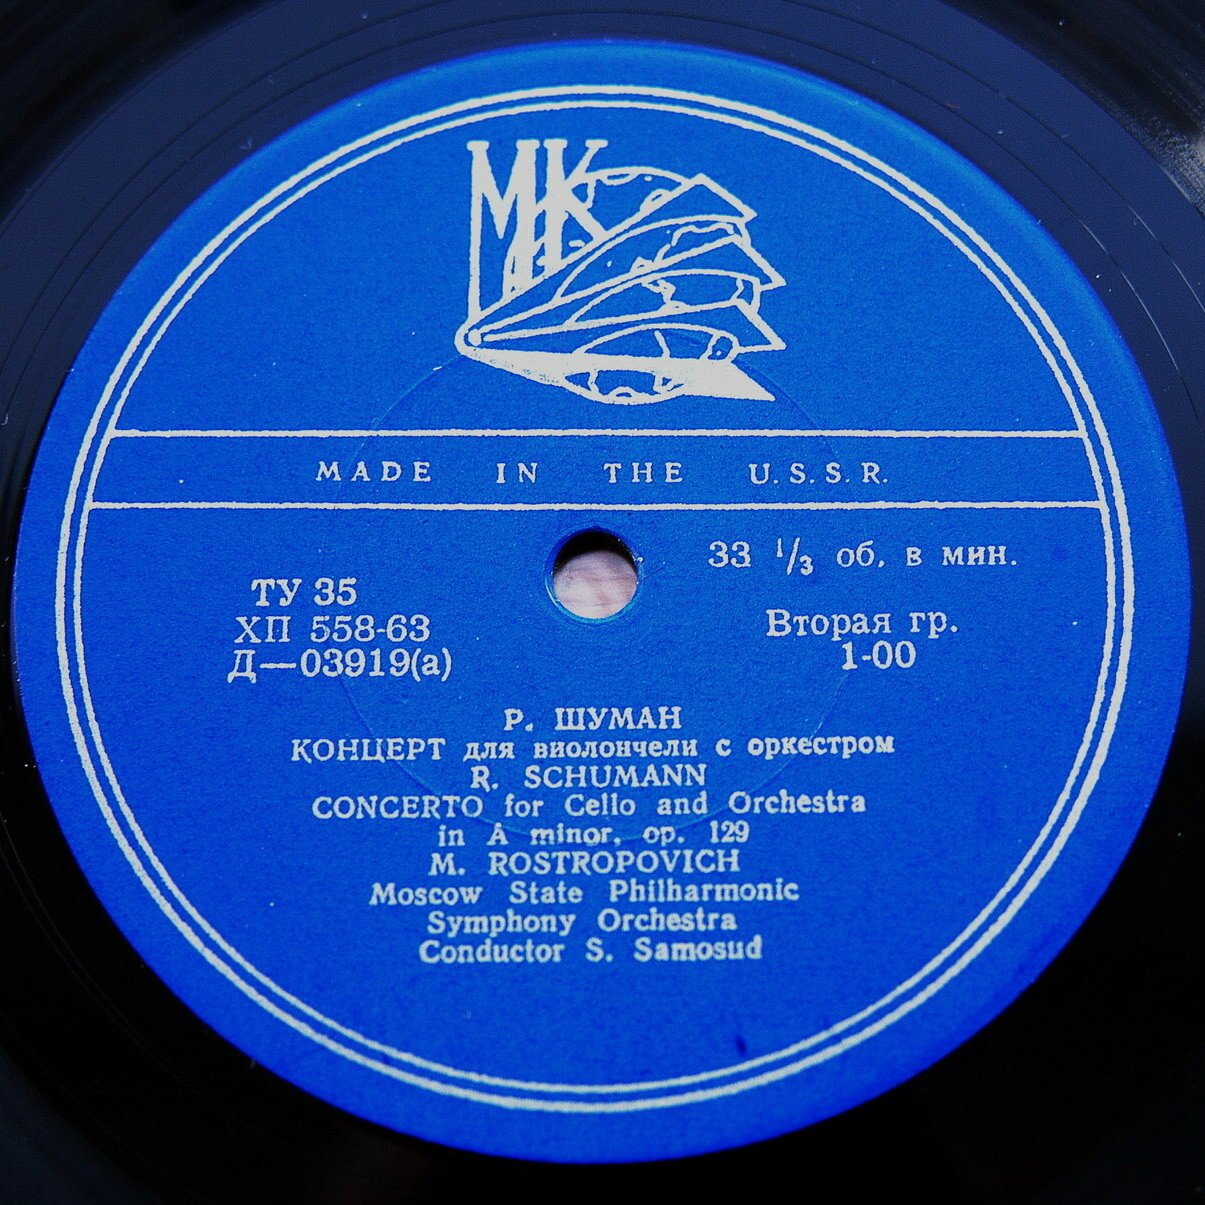 МК
MADE IN THE U.S.S.R.
33 1/3 об. в мин.
ТУ 35
ХП 558-63
Д—03919(а)
Вторая гр.
1-00
Р. ШУМАН
КОНЦЕРТ для виолончели с оркестром
R. SCHUMANN
CONCERTO for Cello and Orchestra
in A minor, op. 129
M. ROSTROPOVICH
Moscow State Philharmonic
Symphony Orchestra
Conductor S. Samosud